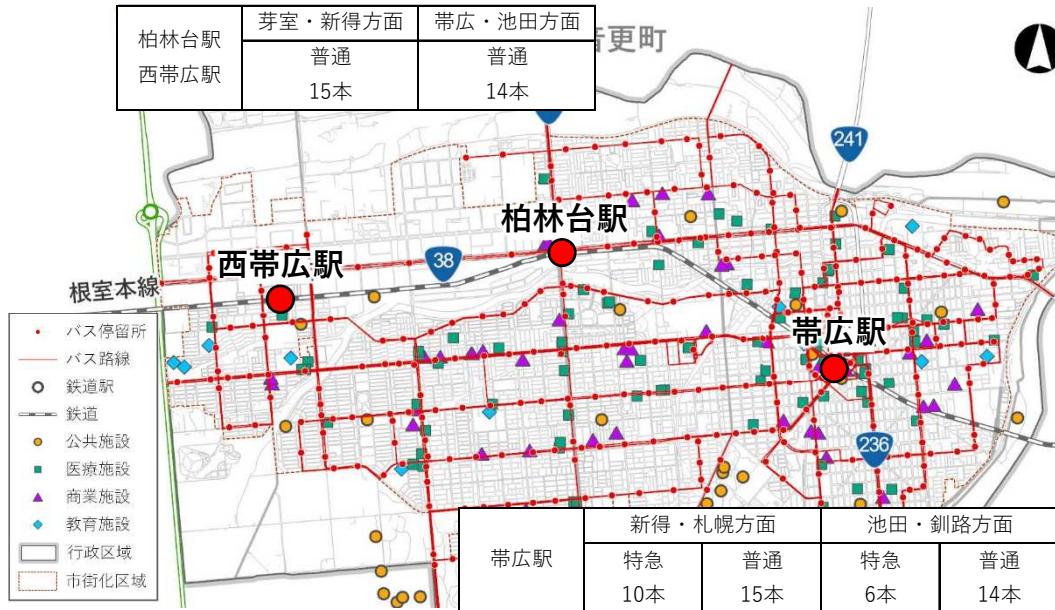 柏林台駅
西帯広駅
芽室・新得方面
帯広・池田方面
普通
普通
15本
14本
音更町
241
柏林台駅
西帯広駅
38
根室本線
帯広駅
236
バス停留所
バス路線
鉄道駅
鉄道
公共施設
医療施設
商業施設
教育施設
行政区域
市街化区域
帯広駅
新得・札幌方面
池田・釧路方面
特急
普通
特急
普通
10本
15本
6本
14本